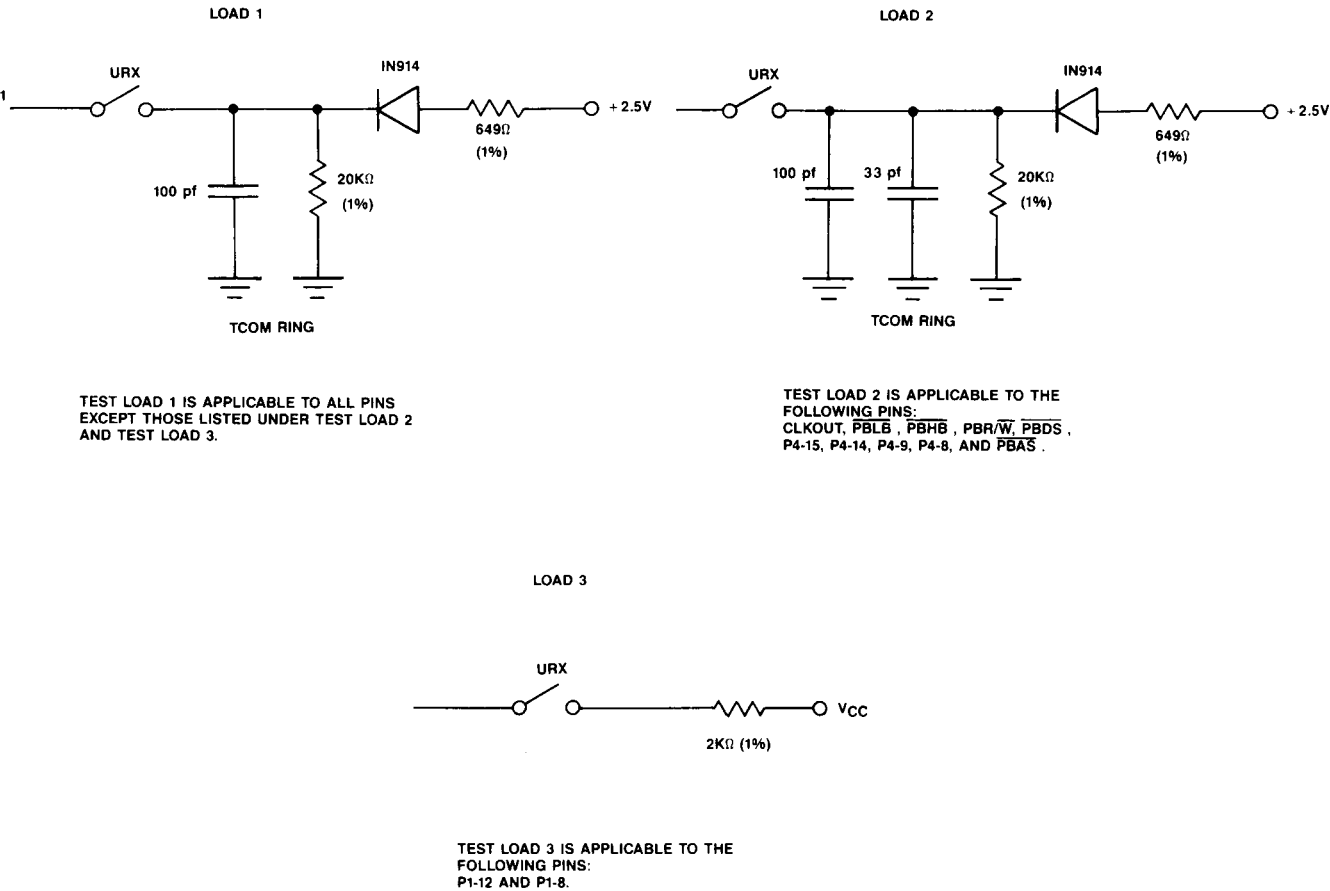 LOAD 1
URX
IN914
1
+2.5V
649Ω
(1%)
100 pf
20KΩ
(1%)
TCOM RING
TEST LOAD 1 IS APPLICABLE TO ALL PINS
EXCEPT THOSE LISTED UNDER TEST LOAD 2
AND TEST LOAD 3.
LOAD 2
URX
IN914
+2.5V
649Ω
(1%)
100 pf
33 pf
20KΩ
(1%)
TCOM RING
TEST LOAD 2 IS APPLICABLE TO THE
FOLLOWING PINS:
CLKOUT, P̅B̅L̅B̅ , P̅B̅H̅B̅ , PBR/W̅, P̅B̅D̅S̅ ,
P4-15, P4-14, P4-9, P4-8, AND P̅B̅A̅S̅ .
LOAD 3
URX
VCC
2KΩ (1%)
TEST LOAD 3 IS APPLICABLE TO THE
FOLLOWING PINS:
P1-12 AND P1-8.